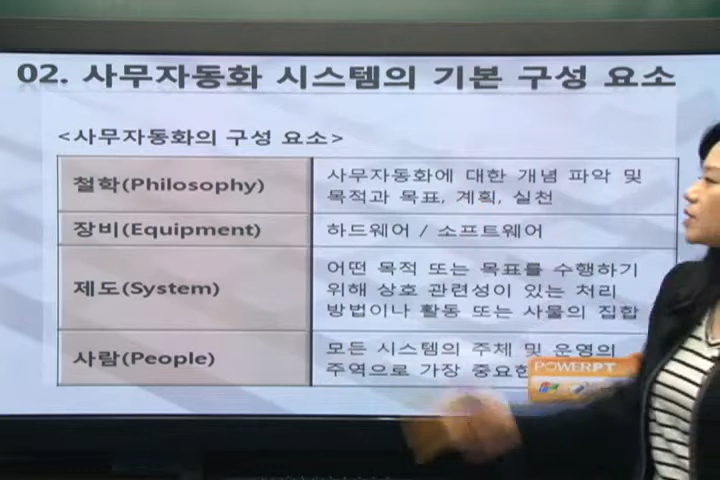 02. 사무자동화 시스템의 기본 구성 요소
<사무자동화의 구성 요소>
철학(Philosophy)
사무자동화에 대한 개념 파악 및
목적과 목표, 계획, 실천
장비(Equipment)
하드웨어 / 소프트웨어
제도(System)
어떤 목적 또는 목표를 수행하기
위해 상호 관련성이 있는 처리
방법이나 활동 또는 사물의 집합
사람(People)
모든 시스템의 주체 및 운영의
주역으로 가장
POWERPT